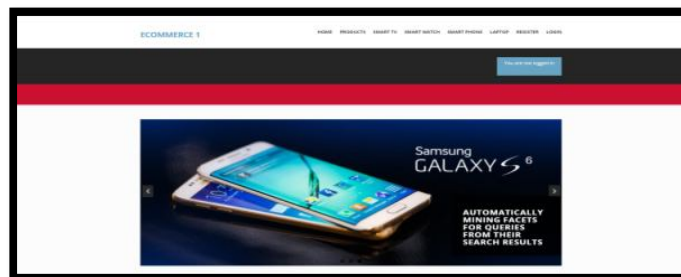 ECOMMERCE 1
HOME PRODUCTS SMART TV SMART WATCH SMART PHONE LAPTOP REGISTER LOGIN
You are not logged in
Samsung
GALAXY S 6
AUTOMATICALLY
MINING FACETS
FOR QUERIES
FROM THEIR
SEARCH RESULTS